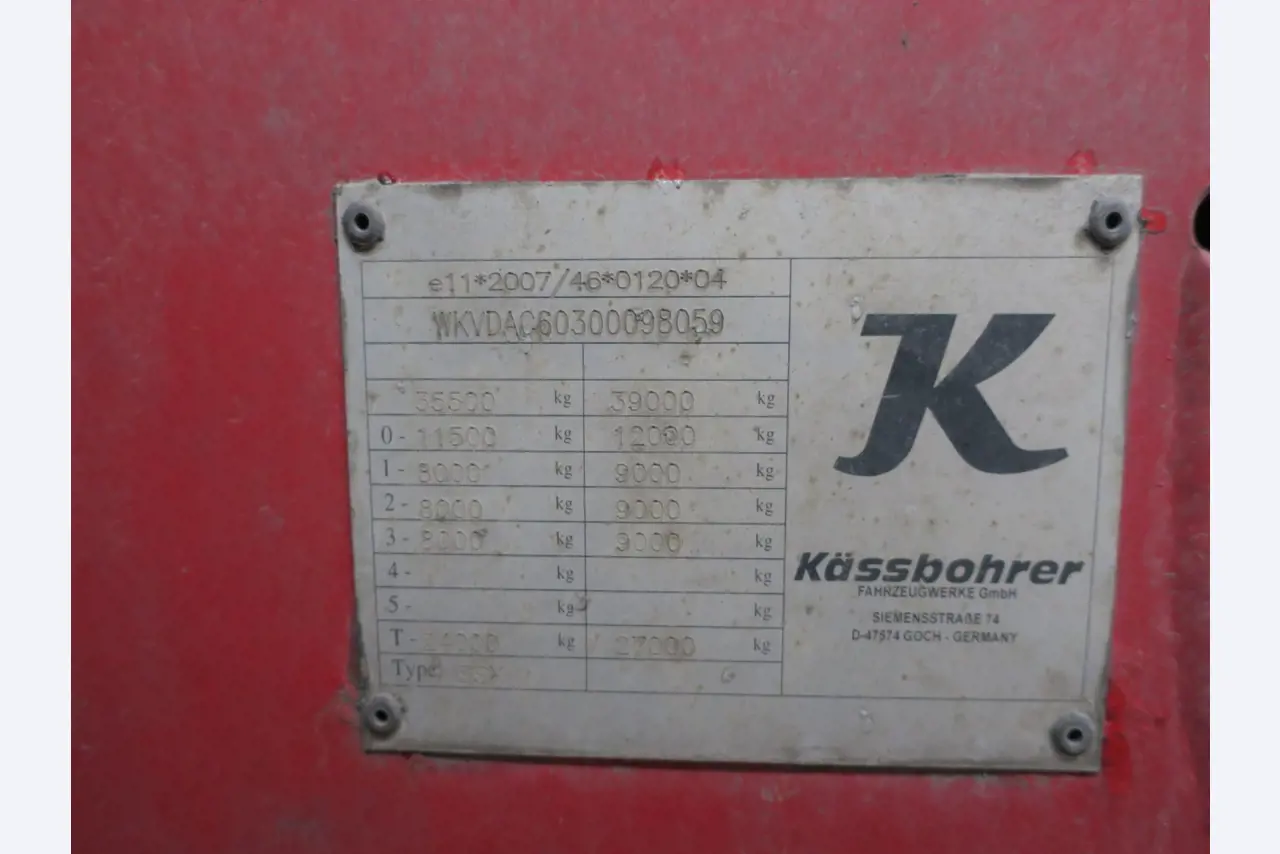 e11*2007/46*0120*04
WKVDAC60300098059
35500 kg 39000 kg
0 - 11500 kg 12000 kg
1 - 8000 kg 9000 kg
2 - 8000 kg 9000 kg
3 - 8000 kg 9000 kg
4 - kg kg
5 - kg kg
T - 24000 kg 27000 kg
Type
K
Kässbohrer
FAHRZEUGWERKE GmbH
SIEMENSSTRAßE 74
D-47574 GOCH - GERMANY